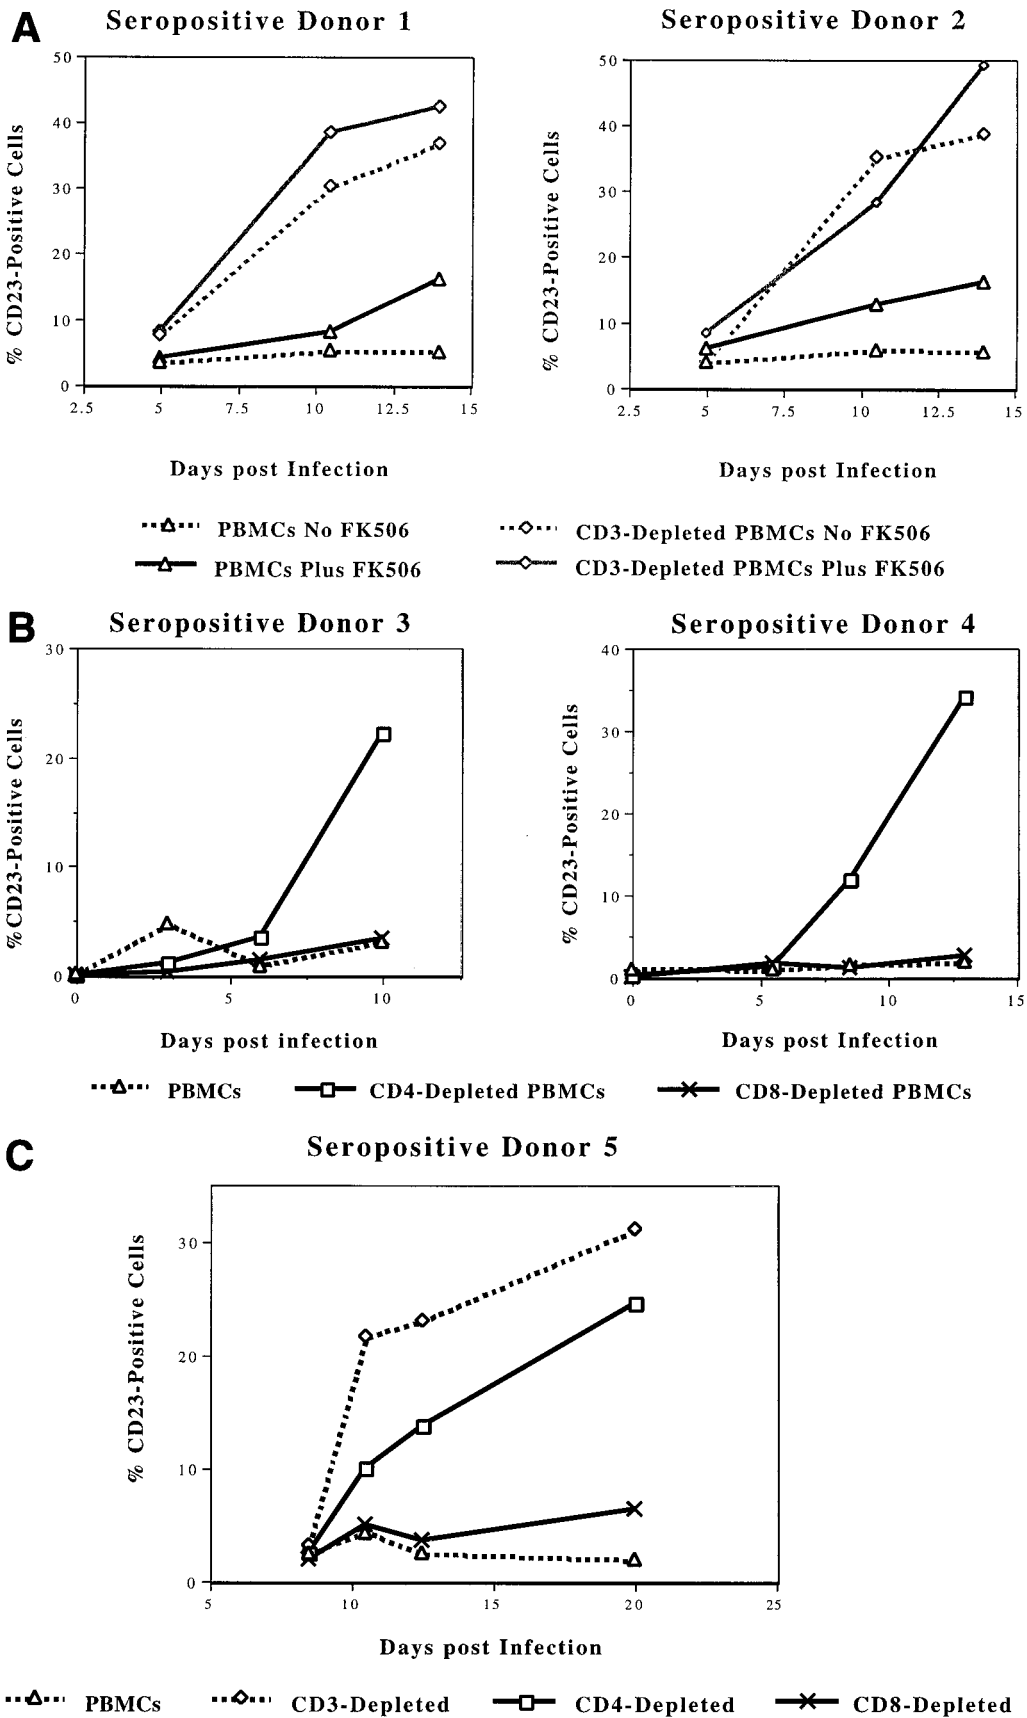 A
Seropositive Donor 1
Seropositive Donor 2
% CD23-Positive Cells
50
40
30
20
10
0
2.5 5 7.5 10 12.5 15
Days post Infection
% CD23-Positive Cells
50
40
30
20
10
0
2.5 5 7.5 10 12.5 15
Days post Infection
PBMCs No FK506
CD3-Depleted PBMCs No FK506
PBMCs Plus FK506
CD3-Depleted PBMCs Plus FK506
B
Seropositive Donor 3
Seropositive Donor 4
%CD23-Positive Cells
30
20
10
0
0 5 10
Days post infection
% CD23-Positive Cells
40
30
20
10
0
0 5 10 15
Days post Infection
PBMCs
CD4-Depleted PBMCs
CD8-Depleted PBMCs
C
Seropositive Donor 5
% CD23-Positive Cells
30
20
10
0
5 10 15 20 25
Days post Infection
PBMCs
CD3-Depleted
CD4-Depleted
CD8-Depleted